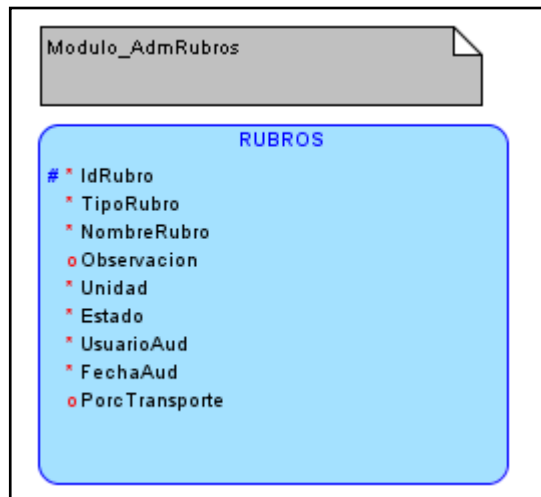 Modulo_AdmRubros
RUBROS
# * IdRubro
* TipoRubro
* NombreRubro
o Observacion
* Unidad
* Estado
* UsuarioAud
* FechaAud
o PorcTransporte